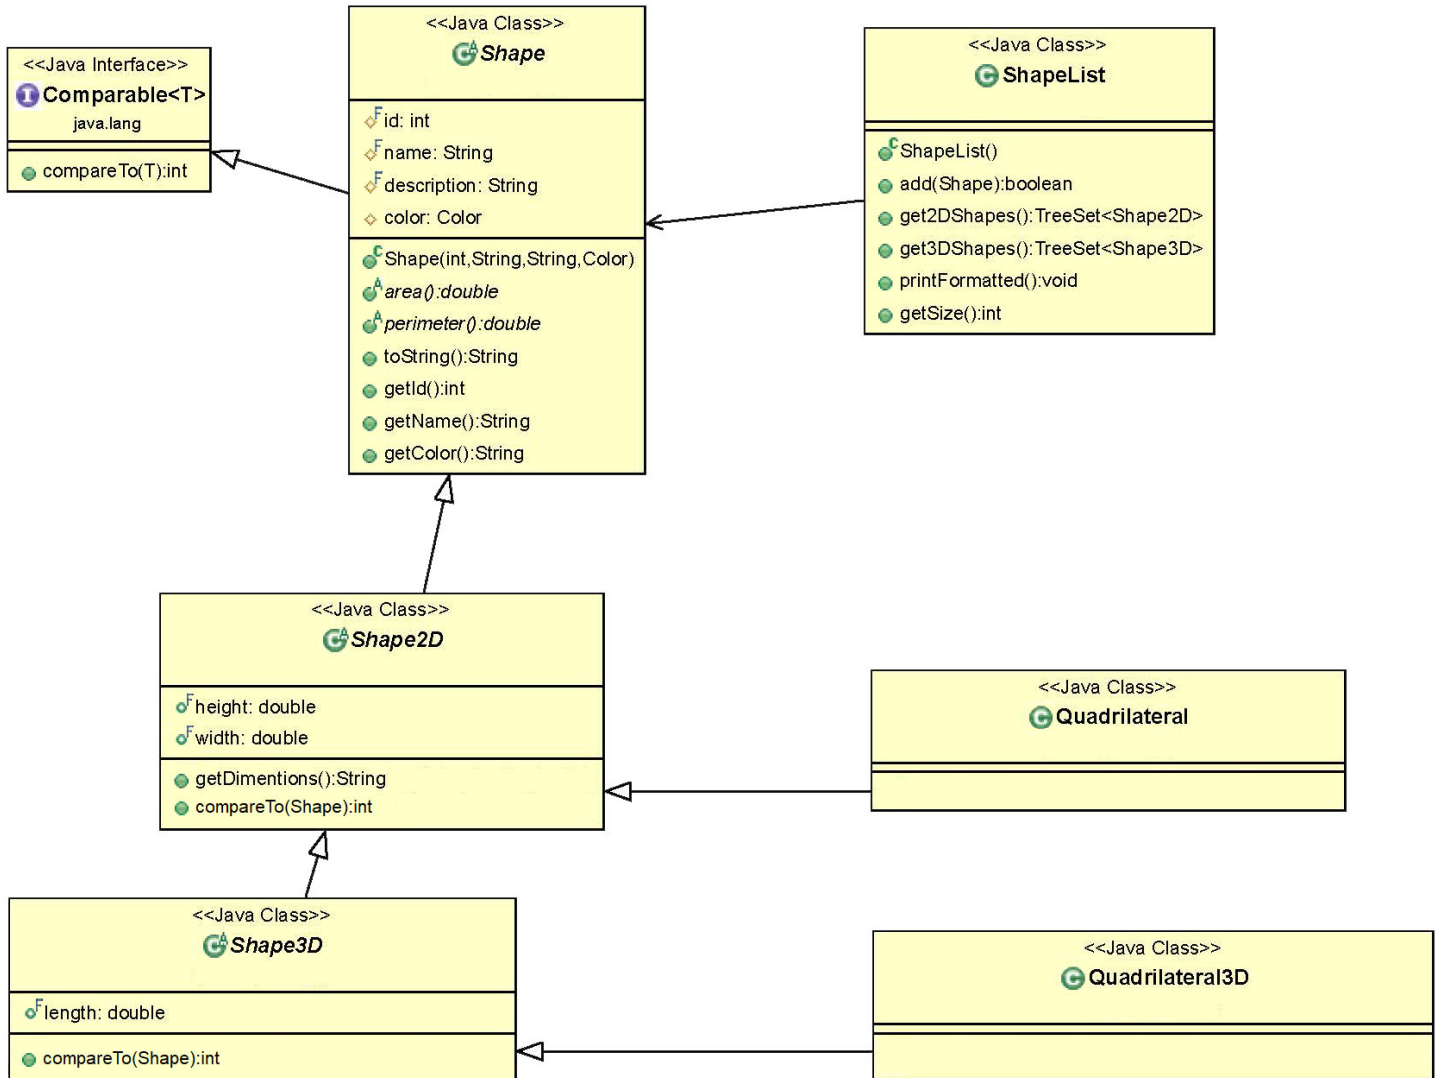 <<Java Interface>>
I Comparable<T>
java.lang
compareTo(T):int
<<Java Class>>
C A Shape
F id: int
F name: String
F description: String
color: Color
C Shape(int,String,String,Color)
A area():double
A perimeter():double
toString():String
getId():int
getName():String
getColor():String
<<Java Class>>
C ShapeList
C ShapeList()
add(Shape):boolean
get2DShapes():TreeSet<Shape2D>
get3DShapes():TreeSet<Shape3D>
printFormatted():void
getSize():int
<<Java Class>>
C A Shape2D
F height: double
F width: double
getDimentions():String
compareTo(Shape):int
<<Java Class>>
C Quadrilateral
<<Java Class>>
C A Shape3D
F length: double
compareTo(Shape):int
<<Java Class>>
C Quadrilateral3D